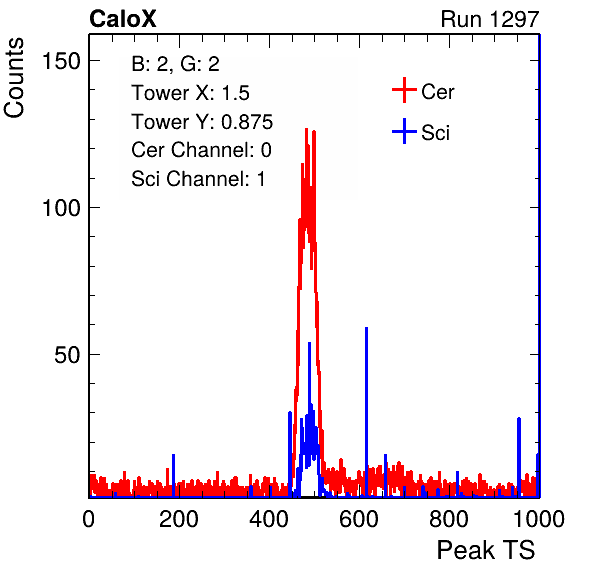 CaloX
Run 1297
Counts
150
100
50
B: 2, G: 2
Tower X: 1.5
Tower Y: 0.875
Cer Channel: 0
Sci Channel: 1
Cer
Sci
0
200
400
600
800
1000
Peak TS